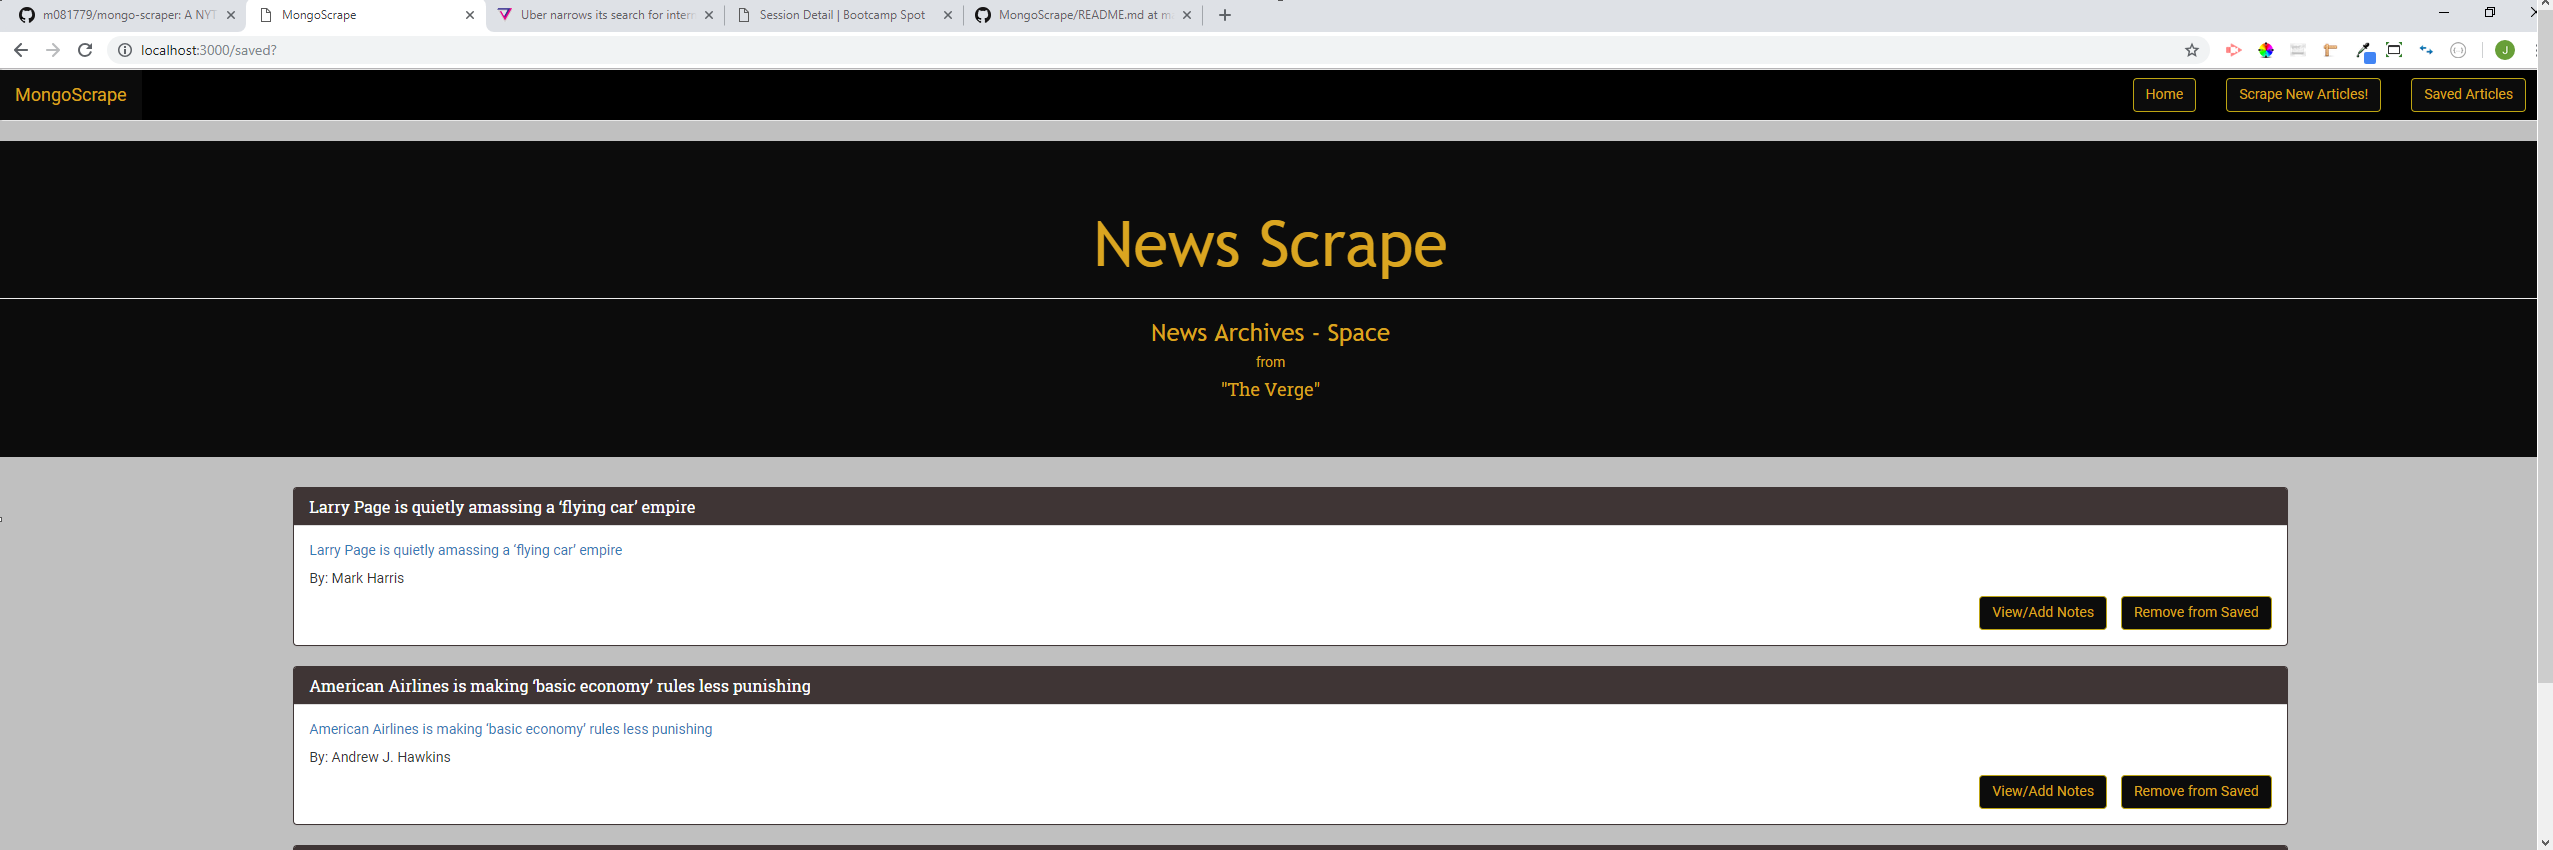 m081779/mongo-scraper: A NYT
MongoScrape
Uber narrows its search for intern
Session Detail | Bootcamp Spot
MongoScrape/README.md at m
localhost:3000/saved?
J
MongoScrape
Home
Scrape New Articles!
Saved Articles
News Scrape
News Archives - Space
from
"The Verge"
Larry Page is quietly amassing a ‘flying car’ empire
Larry Page is quietly amassing a ‘flying car’ empire
By: Mark Harris
View/Add Notes
Remove from Saved
American Airlines is making ‘basic economy’ rules less punishing
American Airlines is making ‘basic economy’ rules less punishing
By: Andrew J. Hawkins
View/Add Notes
Remove from Saved